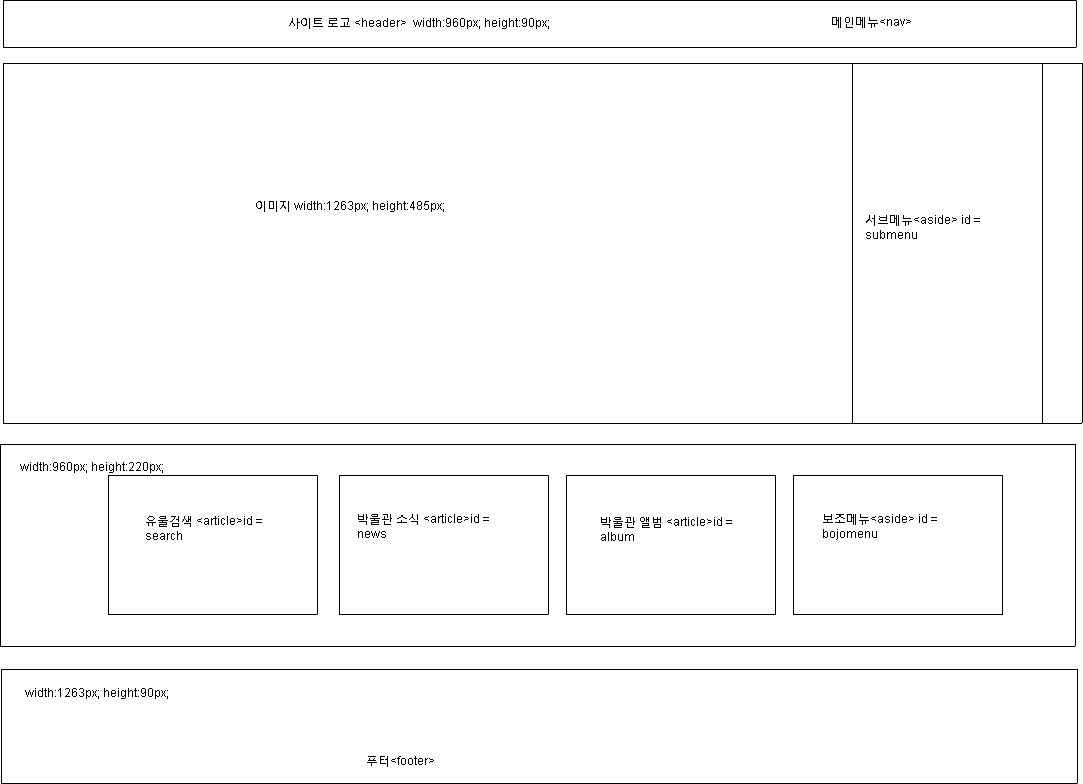 사이트 로고 <header> width:960px; height:90px;
메인메뉴<nav>
이미지 width:1263px; height:485px;
서브메뉴<aside> id =
submenu
width:960px; height:220px;
유물검색 <article>id =
search
박물관 소식 <article>id =
news
박물관 앨범 <article>id =
album
보조메뉴<aside> id =
bojomenu
width:1263px; height:90px;
푸터<footer>